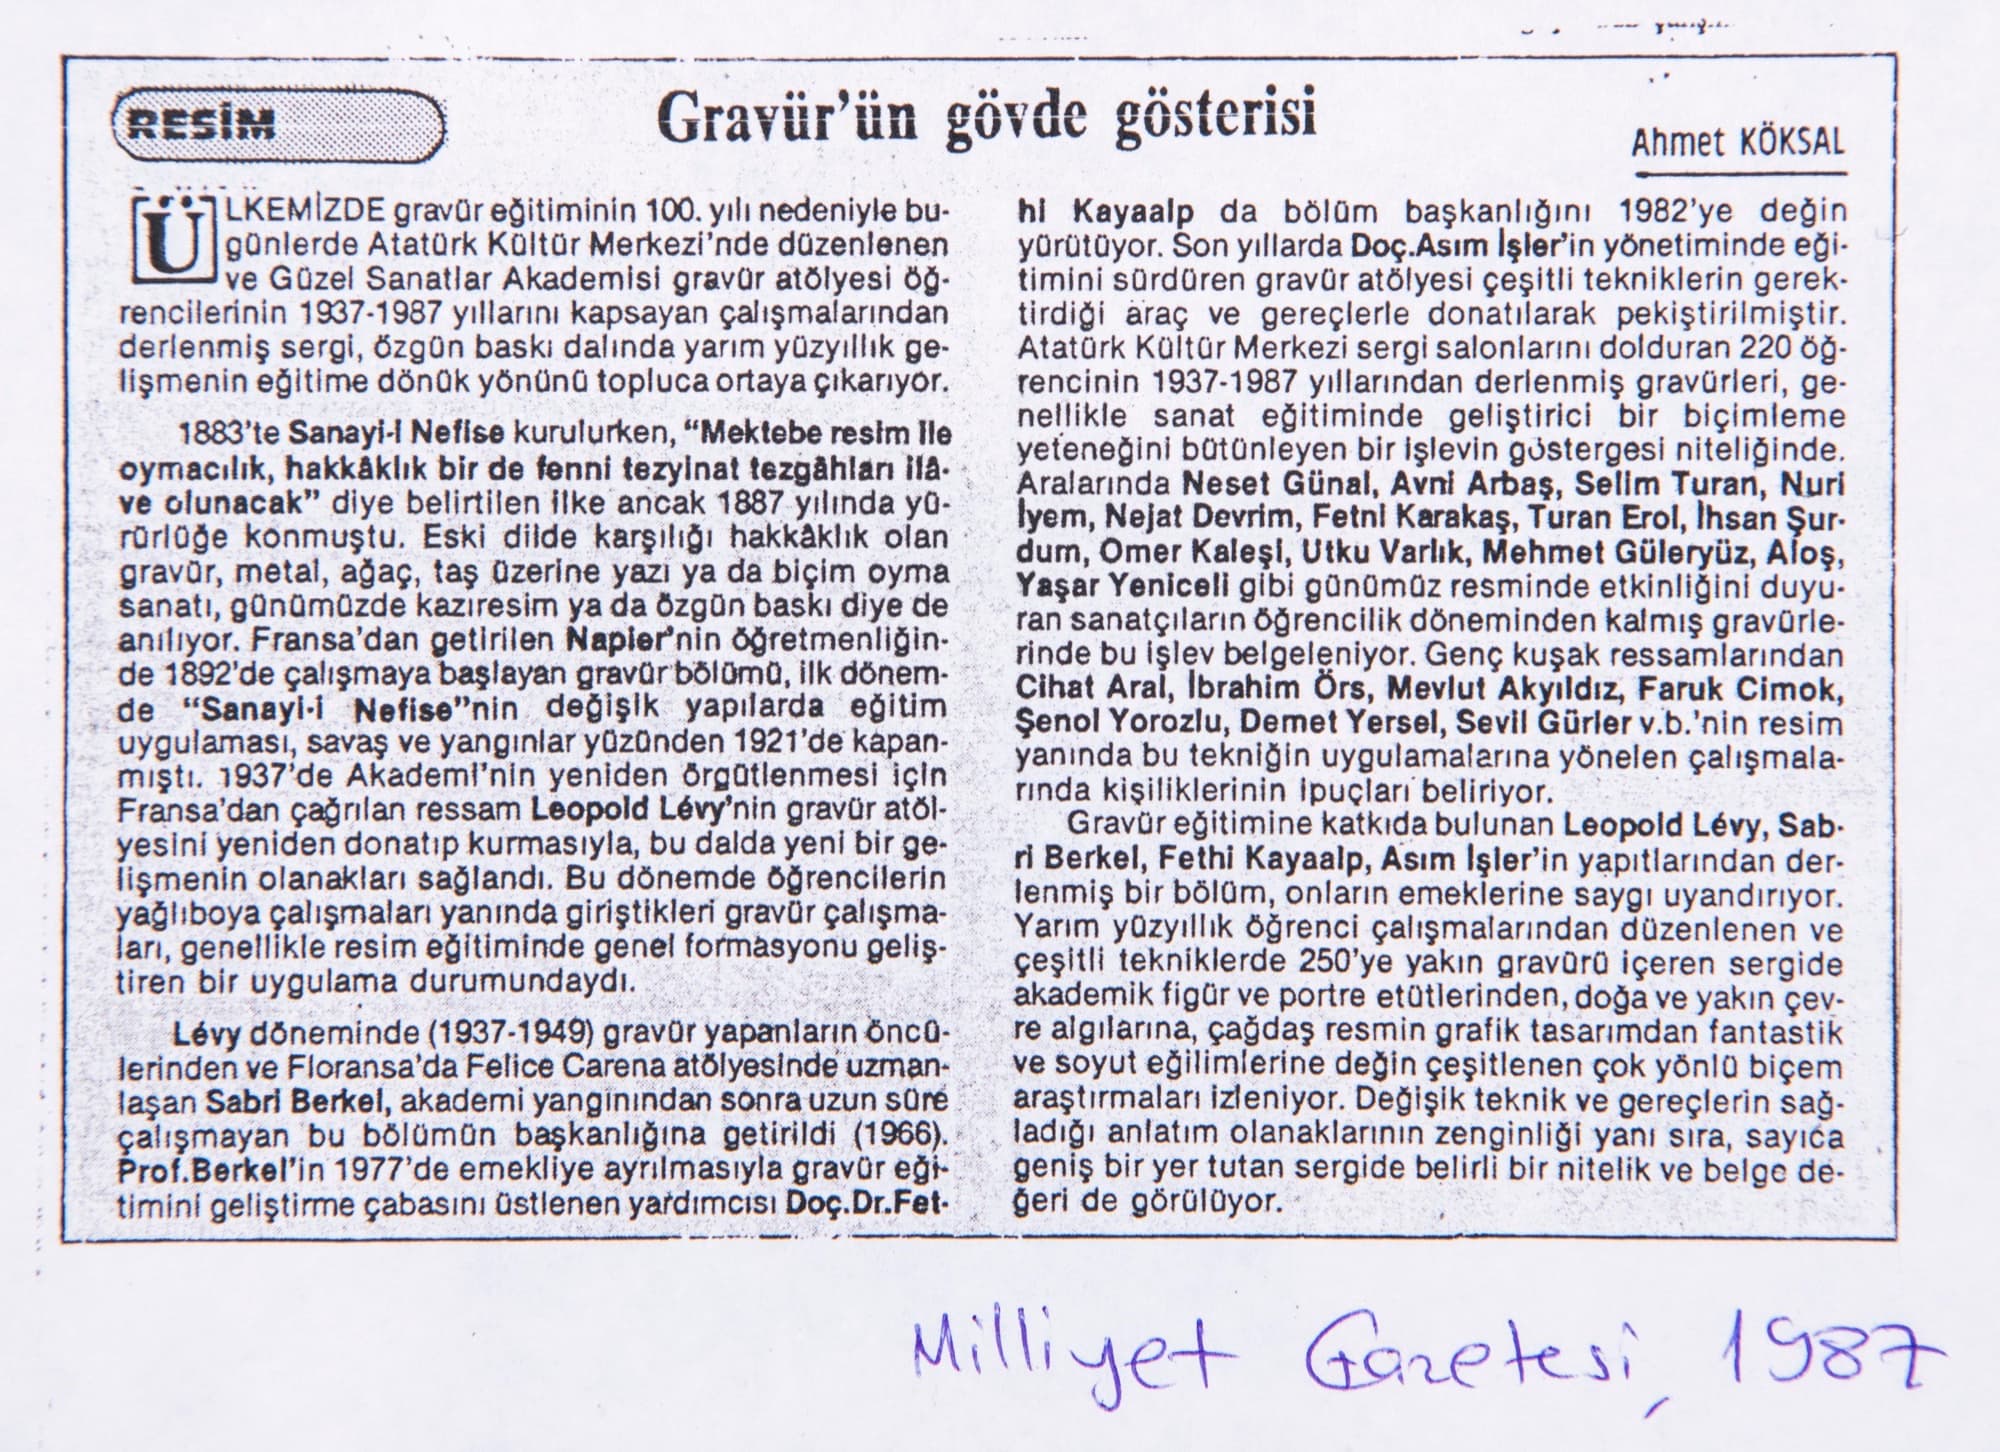 RESİM
Gravür'ün gövde gösterisi
Ahmet KÖKSAL
ÜLKEMİZDE gravür eğitiminin 100. yılı nedeniyle bu-
günlerde Atatürk Kültür Merkezi'nde düzenlenen
ve Güzel Sanatlar Akademisi gravür atölyesi öğ-
rencilerinin 1937-1987 yıllarını kapsayan çalışmalarından
derlenmiş sergi, özgün baskı dalında yarım yüzyıllık ge-
lişmenin eğitime dönük yönünü topluca ortaya çıkarıyor.
1883'te Sanayi-i Nefise kurulurken, "Mektebe resim ile
oymacılık, hakkâklık bir de fenni tezyinat tezgâhları ilâ-
ve olunacak" diye belirtilen ilke ancak 1887 yılında yü-
rürlüğe konmuştu. Eski dilde karşılığı hakkâklık olan
gravür, metal, ağaç, taş üzerine yazı ya da biçim oyma
sanatı, günümüzde kazıresim ya da özgün baskı diye de
anılıyor. Fransa'dan getirilen Napier'nin öğretmenliğin-
de 1892'de çalışmaya başlayan gravür bölümü, ilk dönem-
de "Sanayi-i Nefise"nin değişik yapılarda eğitim
uygulaması, savaş ve yangınlar yüzünden 1921'de kapan-
mıştı. 1937'de Akademi'nin yeniden örgütlenmesi için
Fransa'dan çağrılan ressam Leopold Lévy'nin gravür atöl-
yesini yeniden donatıp kurmasıyla, bu dalda yeni bir ge-
lişmenin olanakları sağlandı. Bu dönemde öğrencilerin
yağlıboya çalışmaları yanında giriştikleri gravür çalışma-
ları, genellikle resim eğitiminde genel formasyonu geliş-
tiren bir uygulama durumundaydı.
Lévy döneminde (1937-1949) gravür yapanların öncü-
lerinden ve Floransa'da Felice Carena atölyesinde uzman-
laşan Sabri Berkel, akademi yangınından sonra uzun süre
çalışmayan bu bölümün başkanlığına getirildi (1966).
Prof.Berkel'in 1977'de emekliye ayrılmasıyla gravür eği-
timini geliştirme çabasını üstlenen yardımcısı Doç.Dr.Fet-
hi Kayaalp da bölüm başkanlığını 1982'ye değin
yürütüyor. Son yıllarda Doç.Asım İşler'in yönetiminde eği-
timini sürdüren gravür atölyesi çeşitli tekniklerin gerek-
tirdiği araç ve gereçlerle donatılarak pekiştirilmiştir.
Atatürk Kültür Merkezi sergi salonlarını dolduran 220 öğ-
rencinin 1937-1987 yıllarından derlenmiş gravürleri, ge-
nellikle sanat eğitiminde geliştirici bir biçimleme
yeteneğini bütünleyen bir işlevin göstergesi niteliğinde.
Aralarında Neset Günal, Avni Arbaş, Selim Turan, Nuri
İyem, Nejat Devrim, Fethi Karakaş, Turan Erol, İhsan Şur-
dum, Omer Kaleşi, Utku Varlık, Mehmet Güleryüz, Aloş,
Yaşar Yeniceli gibi günümüz resminde etkinliğini duyu-
ran sanatçıların öğrencilik döneminden kalmış gravürle-
rinde bu işlev belgeleniyor. Genç kuşak ressamlarından
Cihat Aral, İbrahim Örs, Mevlut Akyıldız, Faruk Cimok,
Şenol Yorozlu, Demet Yersel, Sevil Gürler v.b.'nin resim
yanında bu tekniğin uygulamalarına yönelen çalışmala-
rında kişiliklerinin ipuçları beliriyor.
Gravür eğitimine katkıda bulunan Leopold Lévy, Sab-
ri Berkel, Fethi Kayaalp, Asım İşler'in yapıtlarından der-
lenmiş bir bölüm, onların emeklerine saygı uyandırıyor.
Yarım yüzyıllık öğrenci çalışmalarından düzenlenen ve
çeşitli tekniklerde 250'ye yakın gravürü içeren sergide
akademik figür ve portre etütlerinden, doğa ve yakın çev-
re algılarına, çağdaş resmin grafik tasarımdan fantastik
ve soyut eğilimlerine değin çeşitlenen çok yönlü biçem
araştırmaları izleniyor. Değişik teknik ve gereçlerin sağ-
ladığı anlatım olanaklarının zenginliği yanı sıra, sayıca
geniş bir yer tutan sergide belirli bir nitelik ve belge de-
ğeri de görülüyor.
Milliyet Gazetesi, 1987